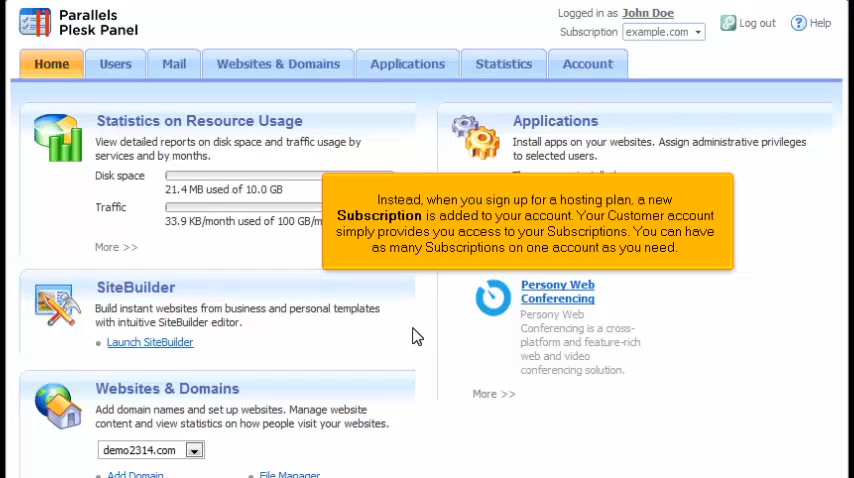 Parallels
Plesk Panel
Logged in as John Doe
Subscription example.com
Log out
Help
Home
Users
Mail
Websites & Domains
Applications
Statistics
Account
Statistics on Resource Usage
View detailed reports on disk space and traffic usage by
services and by months.
Disk space
21.4 MB used of 10.0 GB
Traffic
33.9 KB/month used of 100 GB/m
More >>
Applications
Install apps on your websites. Assign administrative privileges
to selected users.
Instead, when you sign up for a hosting plan, a new
Subscription is added to your account. Your Customer account
simply provides you access to your Subscriptions. You can have
as many Subscriptions on one account as you need.
SiteBuilder
Build instant websites from business and personal templates
with intuitive SiteBuilder editor.
Launch SiteBuilder
Persony Web
Conferencing
Persony Web
Conferencing is a cross-
platform and feature-rich
web and video
conferencing solution.
More >>
Websites & Domains
Add domain names and set up websites. Manage website
content and view statistics on how people visit your websites.
demo2314.com
Add Domain
File Manager